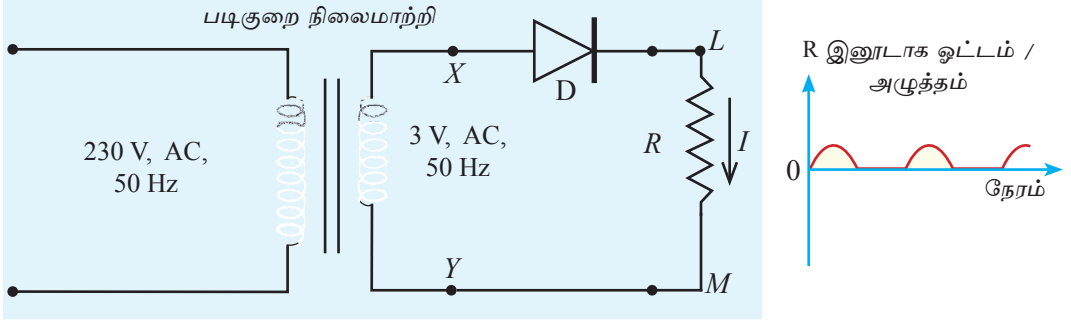 படிகுறை நிலைமாற்றி
X
D
L
230 V, AC,
50 Hz
3 V, AC,
50 Hz
R
I
Y
M
R இனூடாக ஓட்டம் /
அழுத்தம்
0
நேரம்